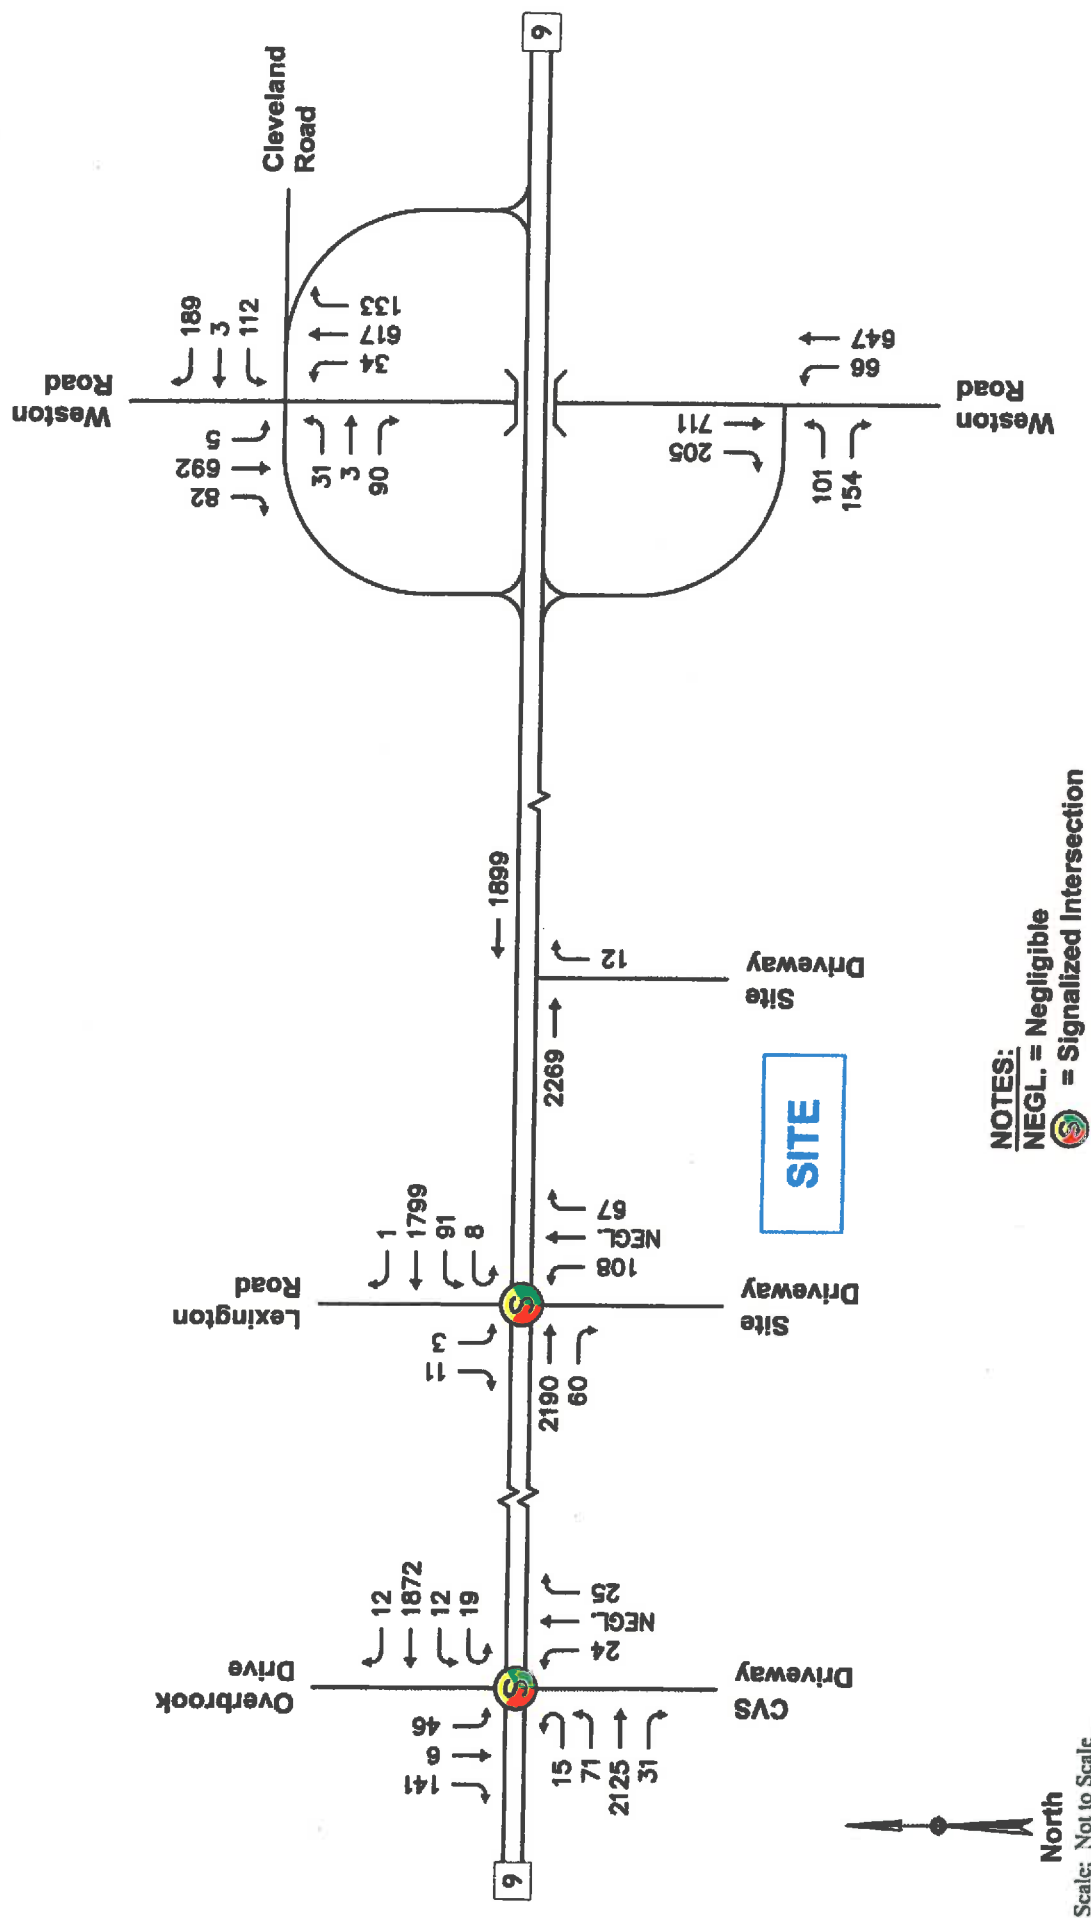 Weston
Road
189
3
112
Cleveland
Road
82
692
5
31
3
90
34
617
133
9
205
711
66
647
101
154
Weston
Road
1899
2269
12
Site
Driveway
Lexington
Road
1
1799
91
8
11
3
2190
60
108
NEGL.
67
Site
Driveway
SITE
Overbrook
Drive
12
1872
12
19
141
6
46
15
71
2125
31
24
NEGL.
25
CVS
Driveway
9
NOTES:
NEGL. = Negligible
S = Signalized Intersection
North
Scale: Not to Scale